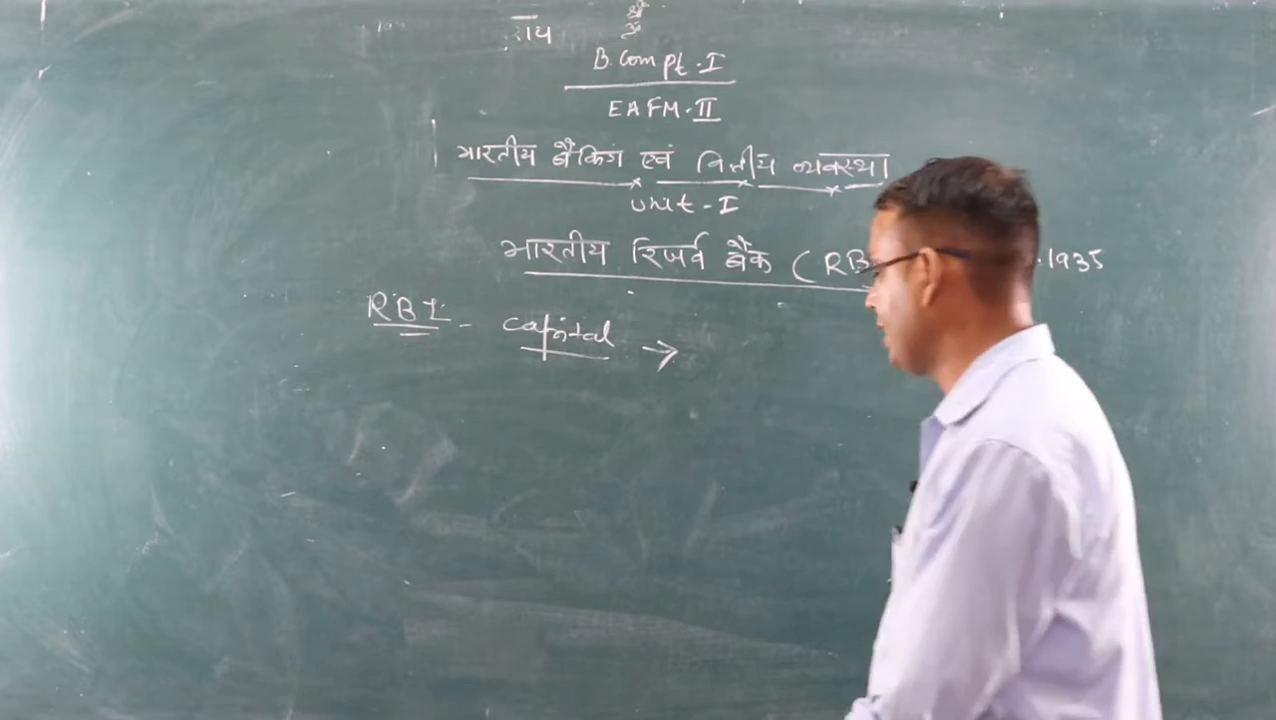 श्री
B. Com Pt. I
EAFM. II
भारतीय बैंकिंग एवं वित्तीय व्यवस्था
Unit - I
भारतीय रिजर्व बैंक (RB .1935
RBI - Capital →